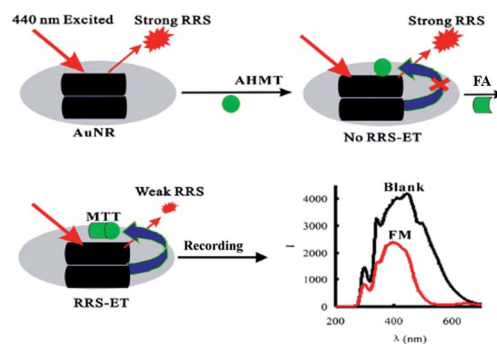 440 nm Excited
Strong RRS
AHMT
AuNR
Strong RRS
FA
No RRS-ET
Weak RRS
MTT
Recording
RRS-ET
Blank
FM
I
4000
3000
2000
1000
0
200
400
600
λ (nm)